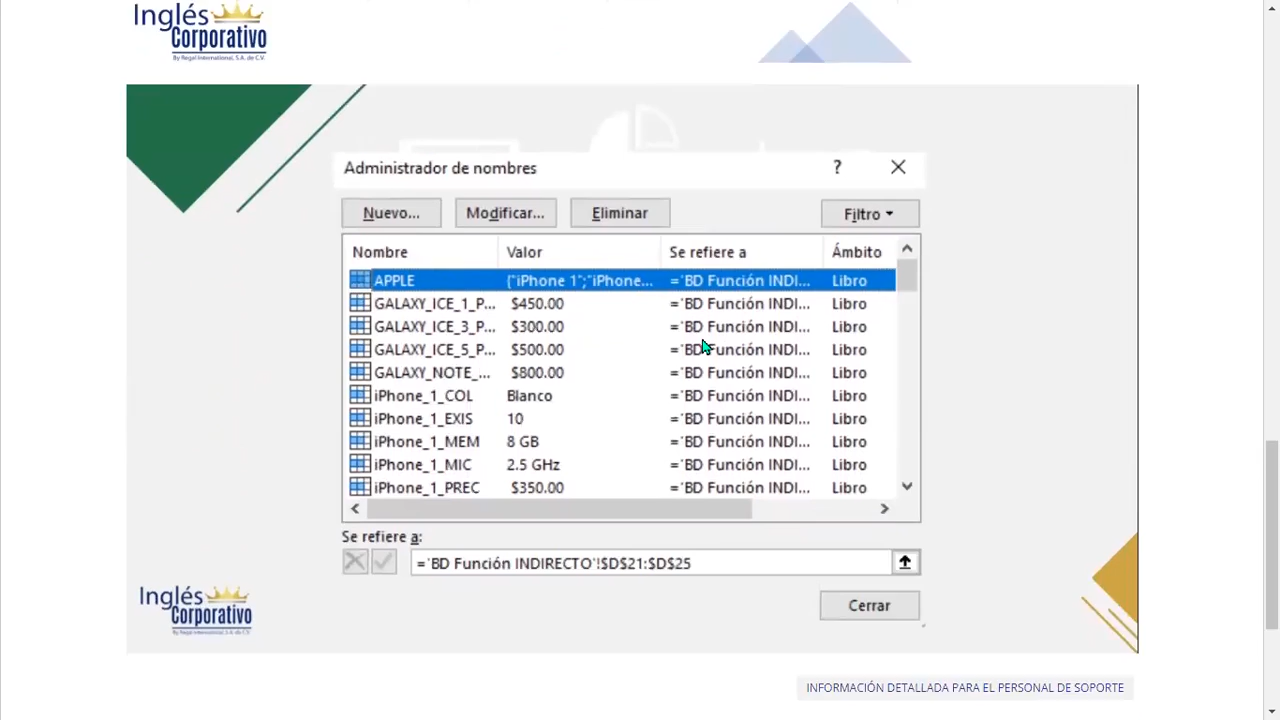 Inglés
Corporativo
By Regal International, S.A. de C.V.
Administrador de nombres ?
Nuevo... Modificar... Eliminar Filtro
Nombre Valor Se refiere a Ámbito
APPLE {"iPhone 1";"iPhone... ='BD Función INDI... Libro
GALAXY_ICE_1_P... $450.00 ='BD Función INDI... Libro
GALAXY_ICE_3_P... $300.00 ='BD Función INDI... Libro
GALAXY_ICE_5_P... $500.00 ='BD Función INDI... Libro
GALAXY_NOTE_... $800.00 ='BD Función INDI... Libro
iPhone_1_COL Blanco ='BD Función INDI... Libro
iPhone_1_EXIS 10 ='BD Función INDI... Libro
iPhone_1_MEM 8 GB ='BD Función INDI... Libro
iPhone_1_MIC 2.5 GHz ='BD Función INDI... Libro
iPhone_1_PREC $350.00 ='BD Función INDI... Libro
Se refiere a:
='BD Función INDIRECTO'!$D$21:$D$25
Cerrar
Inglés
Corporativo
By Regal International, S.A. de C.V.
INFORMACIÓN DETALLADA PARA EL PERSONAL DE SOPORTE